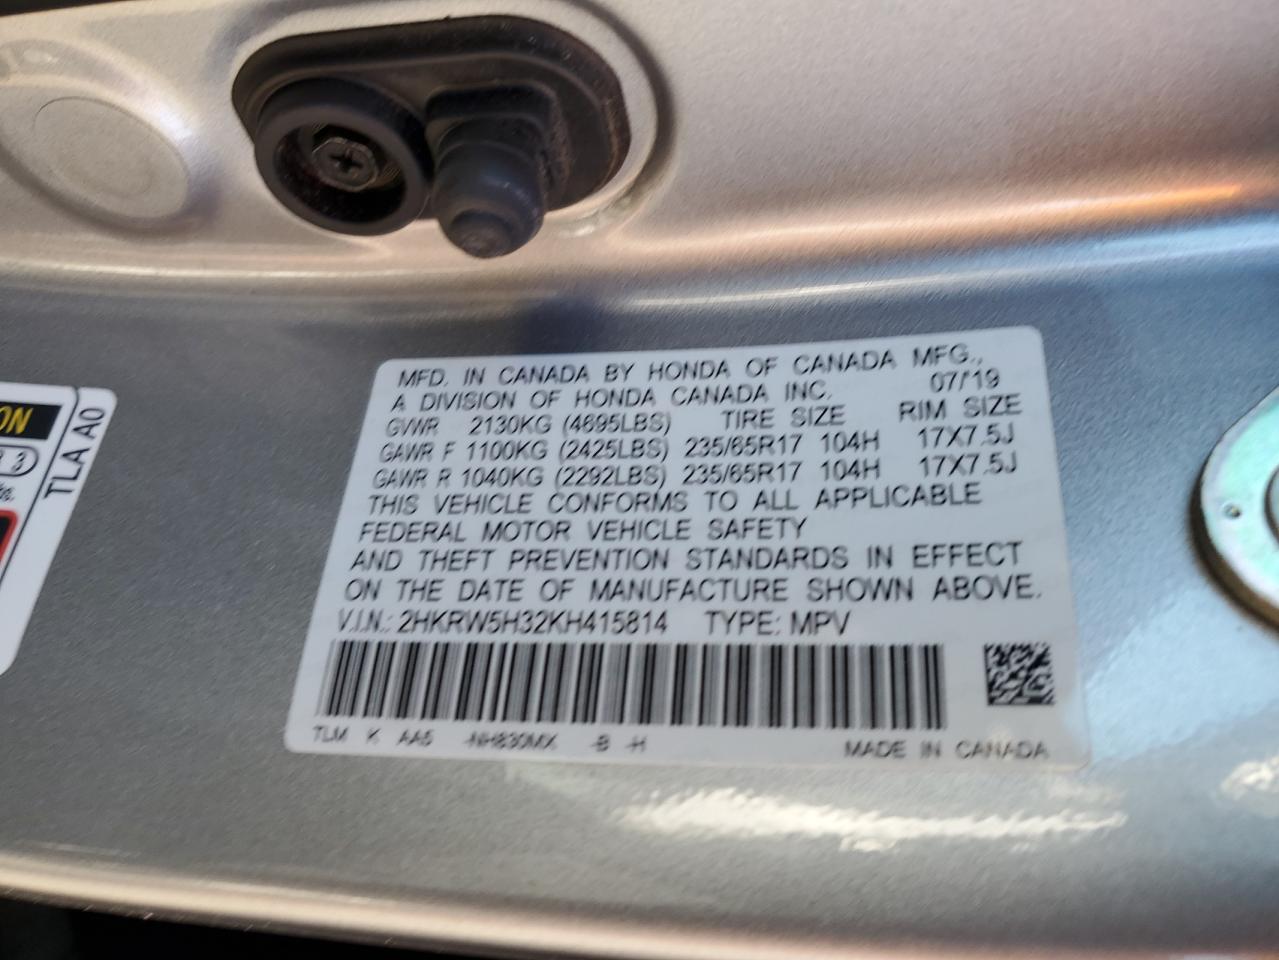 MFD. IN CANADA BY HONDA OF CANADA MFG.,
A DIVISION OF HONDA CANADA INC. 07/'19
GVWR 2130KG (4695LBS) TIRE SIZE RIM SIZE
GAWR F 1100KG (2425LBS) 235/65R17 104H 17X7.5J
GAWR R 1040KG (2292LBS) 235/65R17 104H 17X7.5J
THIS VEHICLE CONFORMS TO ALL APPLICABLE
FEDERAL MOTOR VEHICLE SAFETY
AND THEFT PREVENTION STANDARDS IN EFFECT
ON THE DATE OF MANUFACTURE SHOWN ABOVE.
V.I.N.: 2HKRW5H32KH415814 TYPE: MPV
TLM K AA5 -NH830MX -B -H MADE IN CANADA
TLA A0
ON
3